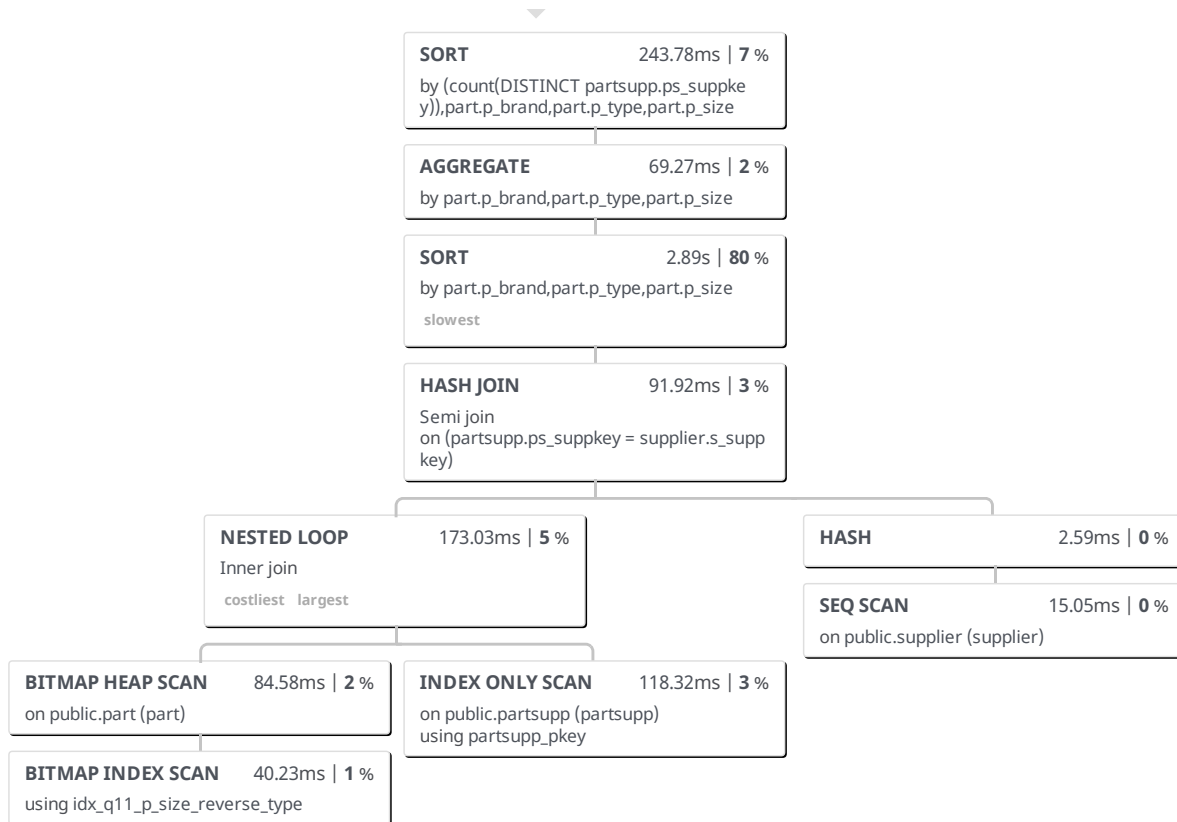 SORT 243.78ms | 7 %
by (count(DISTINCT partsupp.ps_suppke
y)),part.p_brand,part.p_type,part.p_size
AGGREGATE 69.27ms | 2 %
by part.p_brand,part.p_type,part.p_size
SORT 2.89s | 80 %
by part.p_brand,part.p_type,part.p_size
slowest
HASH JOIN 91.92ms | 3 %
Semi join
on (partsupp.ps_suppkey = supplier.s_supp
key)
NESTED LOOP 173.03ms | 5 %
Inner join
costliest largest
HASH 2.59ms | 0 %
SEQ SCAN 15.05ms | 0 %
on public.supplier (supplier)
BITMAP HEAP SCAN 84.58ms | 2 %
on public.part (part)
INDEX ONLY SCAN 118.32ms | 3 %
on public.partsupp (partsupp)
using partsupp_pkey
BITMAP INDEX SCAN 40.23ms | 1 %
using idx_q11_p_size_reverse_type